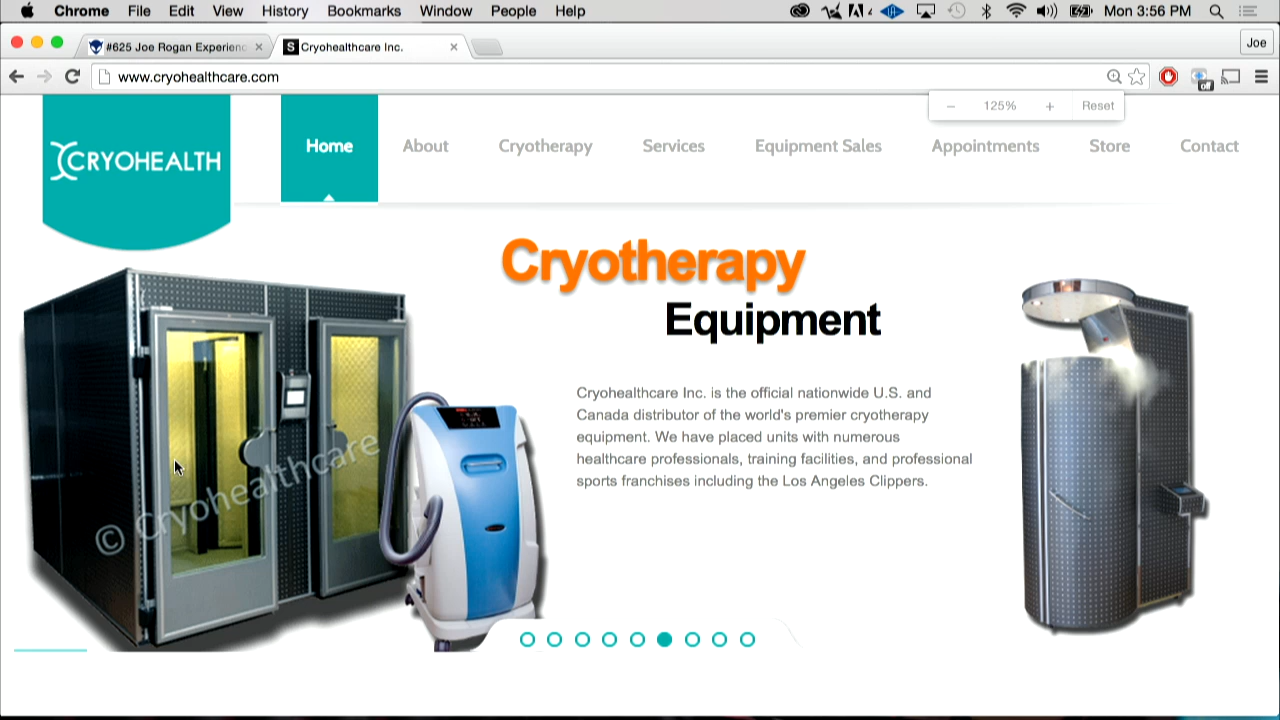 Chrome File Edit View History Bookmarks Window People Help Mon 3:56 PM
#625 Joe Rogan Experienc
Cryohealthcare Inc.
Joe
www.cryohealthcare.com
125% Reset
off
CRYOHEALTH
Home About Cryotherapy Services Equipment Sales Appointments Store Contact
Cryotherapy
Equipment
Cryohealthcare Inc. is the official nationwide U.S. and
Canada distributor of the world's premier cryotherapy
equipment. We have placed units with numerous
healthcare professionals, training facilities, and professional
sports franchises including the Los Angeles Clippers.
© Cryohealthcare